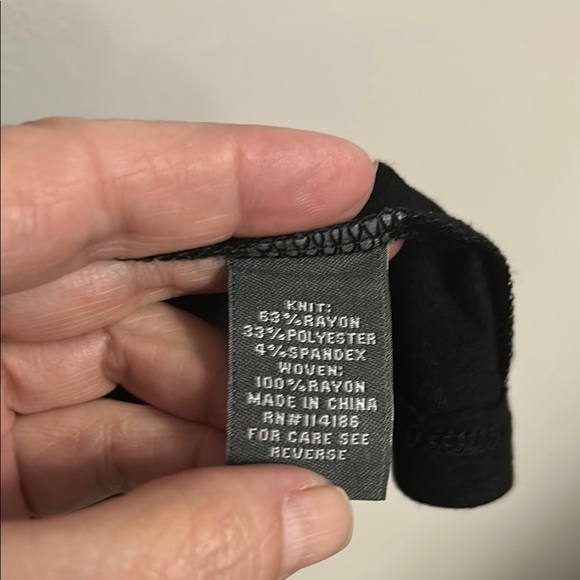 KNIT:
63%RAYON
33%POLYESTER
4%SPANDEX
WOVEN:
100%RAYON
MADE IN CHINA
RN#114186
FOR CARE SEE
REVERSE